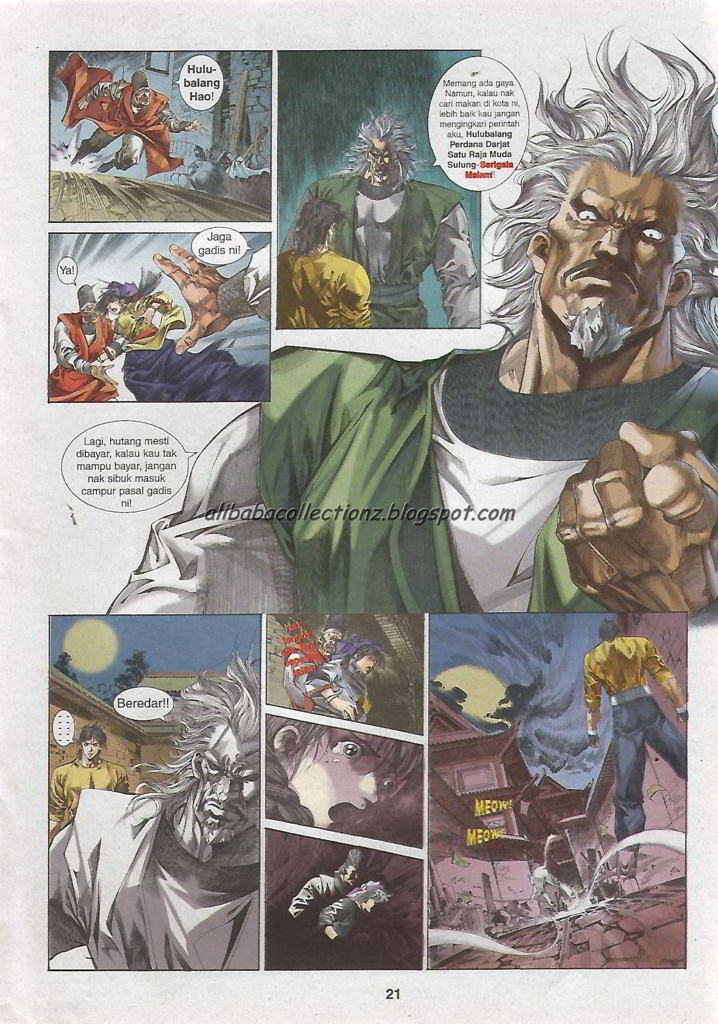 Hulu-
balang
Hao!
Memang ada gaya.
Namun, kalau nak
cari makan di kota ni,
lebih baik kau jangan
mengingkari perintah
aku, Hulubalang
Perdana Darjat
Satu Raja Muda
Sulung-Serigala
Malam!
Ya!
Jaga
gadis ni!
Lagi, hutang mesti
dibayar, kalau kau tak
mampu bayar, jangan
nak sibuk masuk
campur pasal gadis
ni!
alibabacollectionz.blogspot.com
Beredar!!
MEOW!
MEOW!
21